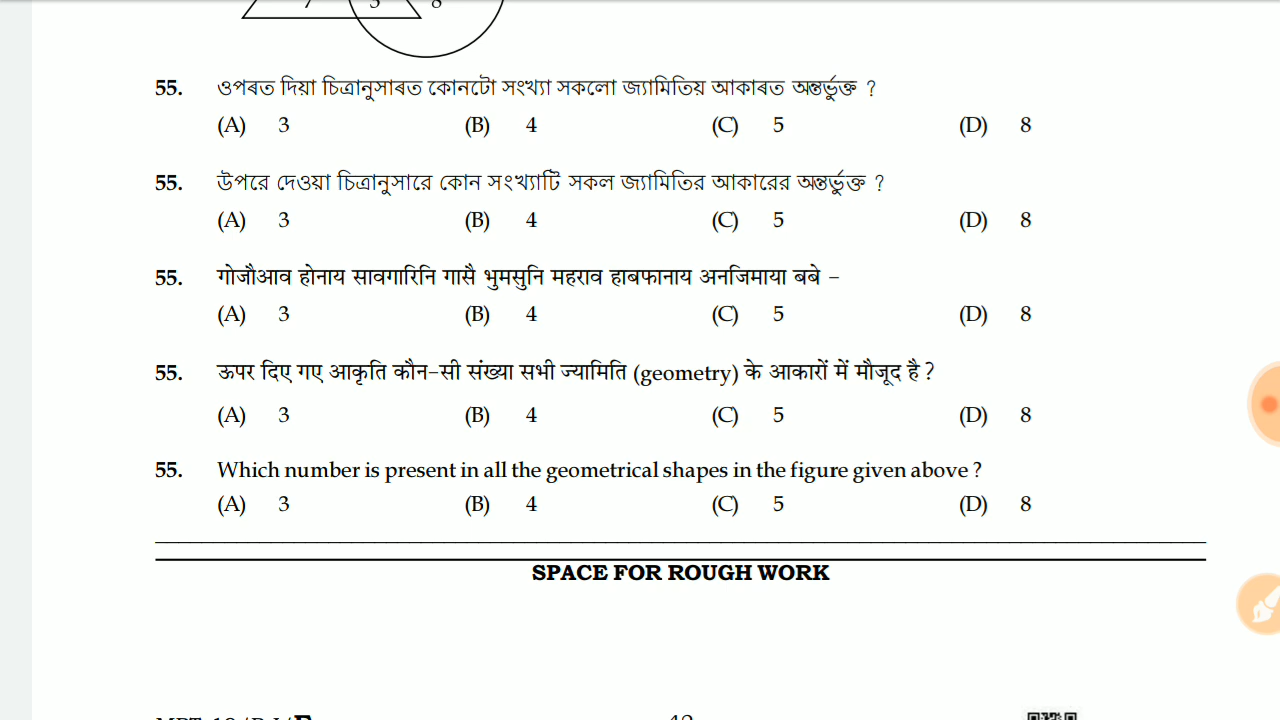 8
55. ওপৰত দিয়া চিত্ৰানুসাৰত কোনটো সংখ্যা সকলো জ্যামিতিয় আকাৰত অন্তৰ্ভুক্ত ?
(A) 3 (B) 4 (C) 5 (D) 8
55. উপরে দেওয়া চিত্রানুসারে কোন সংখ্যাটি সকল জ্যামিতির আকারের অন্তর্ভুক্ত ?
(A) 3 (B) 4 (C) 5 (D) 8
55. गोजौआव होनाय सावगारिनि गासै भुमसुनि महराव हाबफानाय अनजिमाया बबे –
(A) 3 (B) 4 (C) 5 (D) 8
55. ऊपर दिए गए आकृति कौन-सी संख्या सभी ज्यामिति (geometry) के आकारों में मौजूद है ?
(A) 3 (B) 4 (C) 5 (D) 8
55. Which number is present in all the geometrical shapes in the figure given above ?
(A) 3 (B) 4 (C) 5 (D) 8
SPACE FOR ROUGH WORK